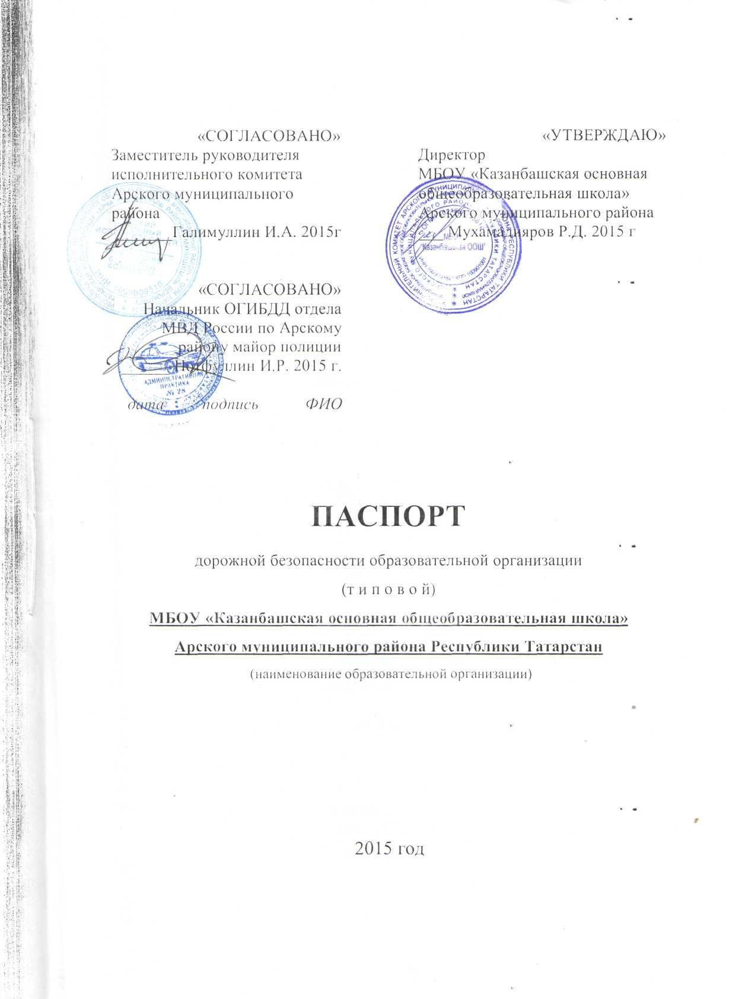 «СОГЛАСОВАНО»
Заместитель руководителя
исполнительного комитета
Арского муниципального
района
Галимуллин И.А. 2015г
1609009516
«СОГЛАСОВАНО»
Начальник ОГИБДД отдела
МВД России по Арскому
району майор полиции
Лин И.Р. 2015 г.
АДМИНИСТРАТИВНАЯ
ПРАКТИКА
№ 28
дата подпись ФИО
«УТВЕРЖДАЮ»
Директор
МБОУ «Казанбашская основная
общеобразовательная школа»
Арского муниципального района
Мухамадияров Р.Д. 2015 г
"Казанбашская ООШ"
ПАСПОРТ
дорожной безопасности образовательной организации
(т и п о в о й)
МБОУ «Казанбашская основная общеобразовательная школа»
Арского муниципального района Республики Татарстан
(наименование образовательной организации)
2015 год